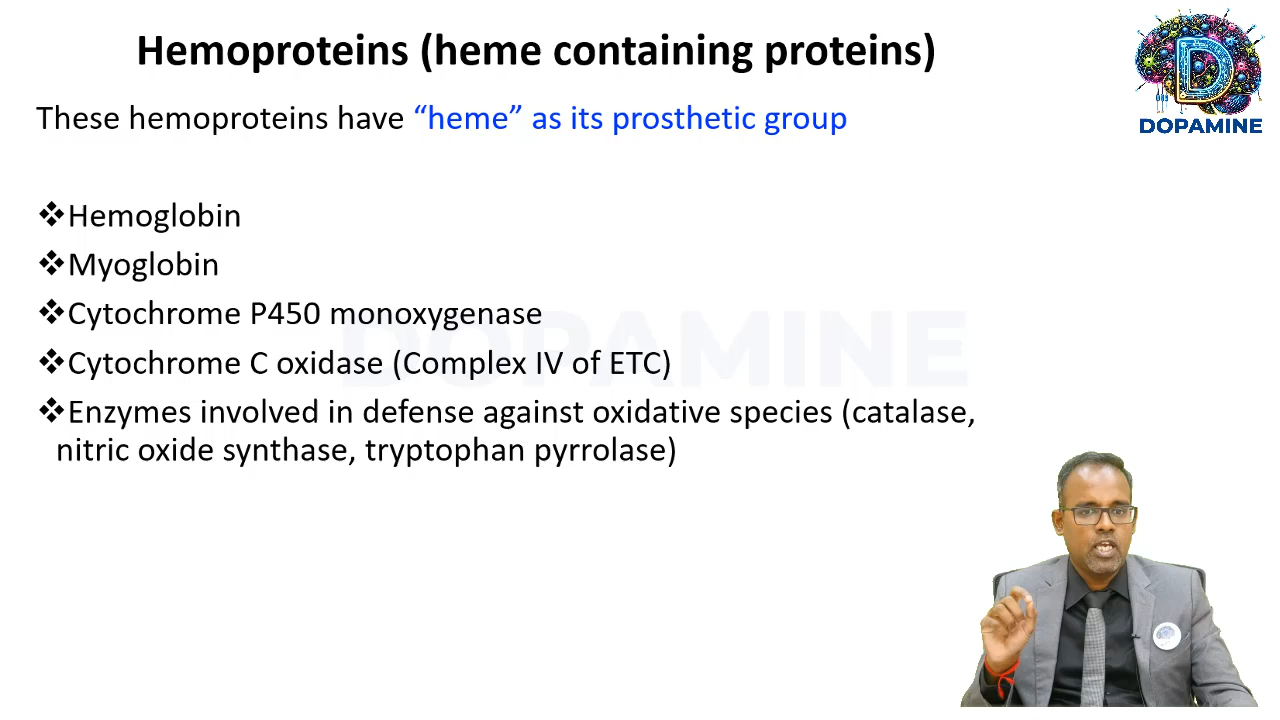 Hemoproteins (heme containing proteins)
DOPAMINE
These hemoproteins have “heme” as its prosthetic group
❖Hemoglobin
❖Myoglobin
❖Cytochrome P450 monoxygenase
❖Cytochrome C oxidase (Complex IV of ETC)
DOPAMINE
❖Enzymes involved in defense against oxidative species (catalase,
nitric oxide synthase, tryptophan pyrrolase)